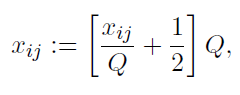 $x_{ij} := \left[ \frac{x_{ij}}{Q} + \frac{1}{2} \right] Q,$